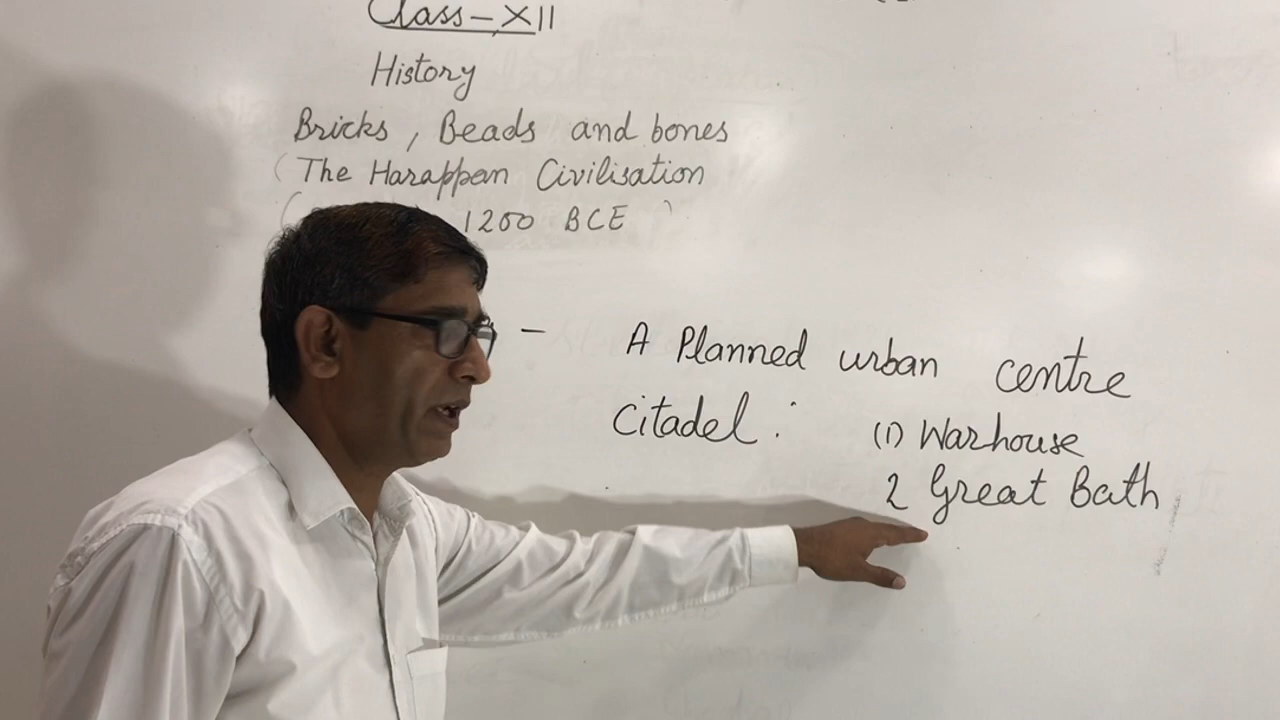 Class-XII
History
Bricks, Beads and bones
(The Harappan Civilisation
( 1200 BCE )
- A Planned urban centre
Citadel: (1) Warhouse
2 Great Bath